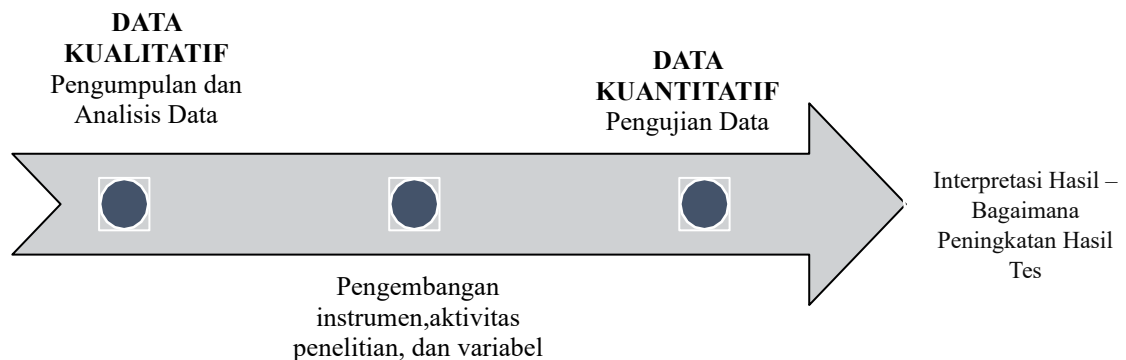 DATA
KUALITATIF
Pengumpulan dan
Analisis Data
DATA
KUANTITATIF
Pengujian Data
Pengembangan
instrumen,aktivitas
penelitian, dan variabel
Interpretasi Hasil –
Bagaimana
Peningkatan Hasil
Tes